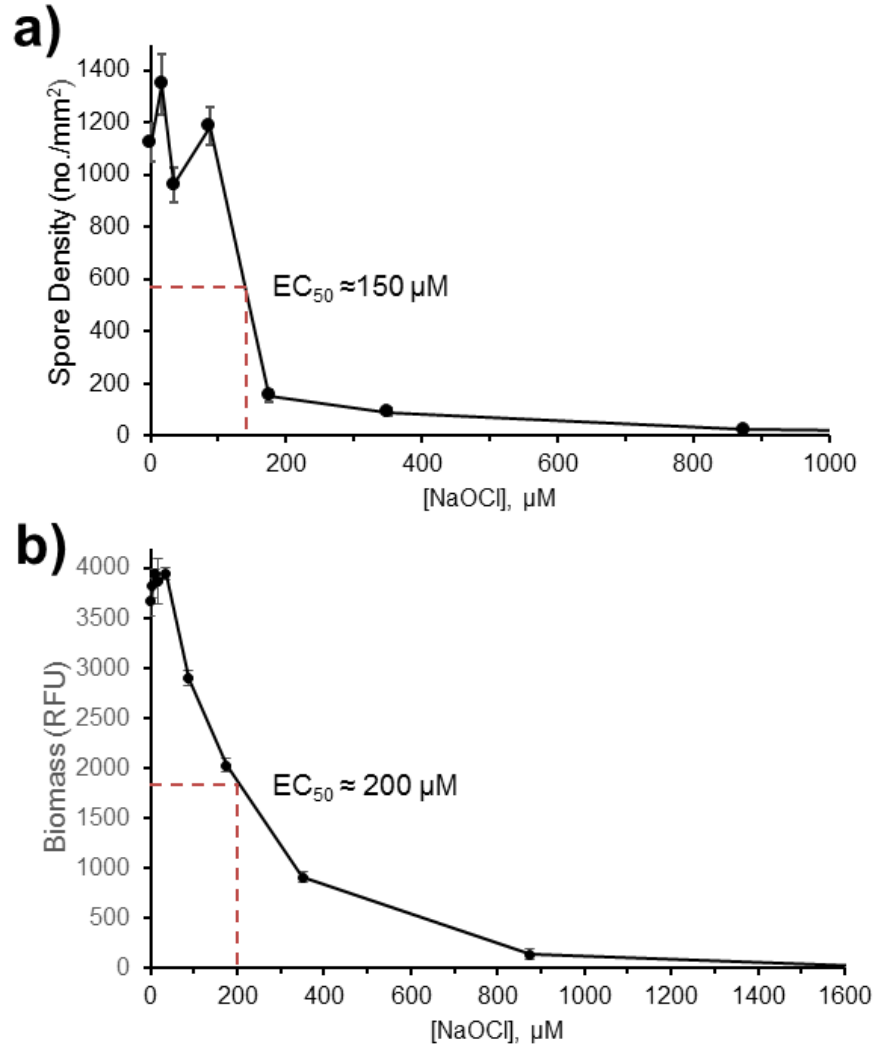 a)
Spore Density (no./mm²)
1400
1200
1000
800
600
400
200
0
EC₅₀ ≈150 µM
0 200 400 600 800 1000
[NaOCl], µM
b)
Biomass (RFU)
4000
3500
3000
2500
2000
1500
1000
500
0
EC₅₀ ≈ 200 µM
0 200 400 600 800 1000 1200 1400 1600
[NaOCl], µM